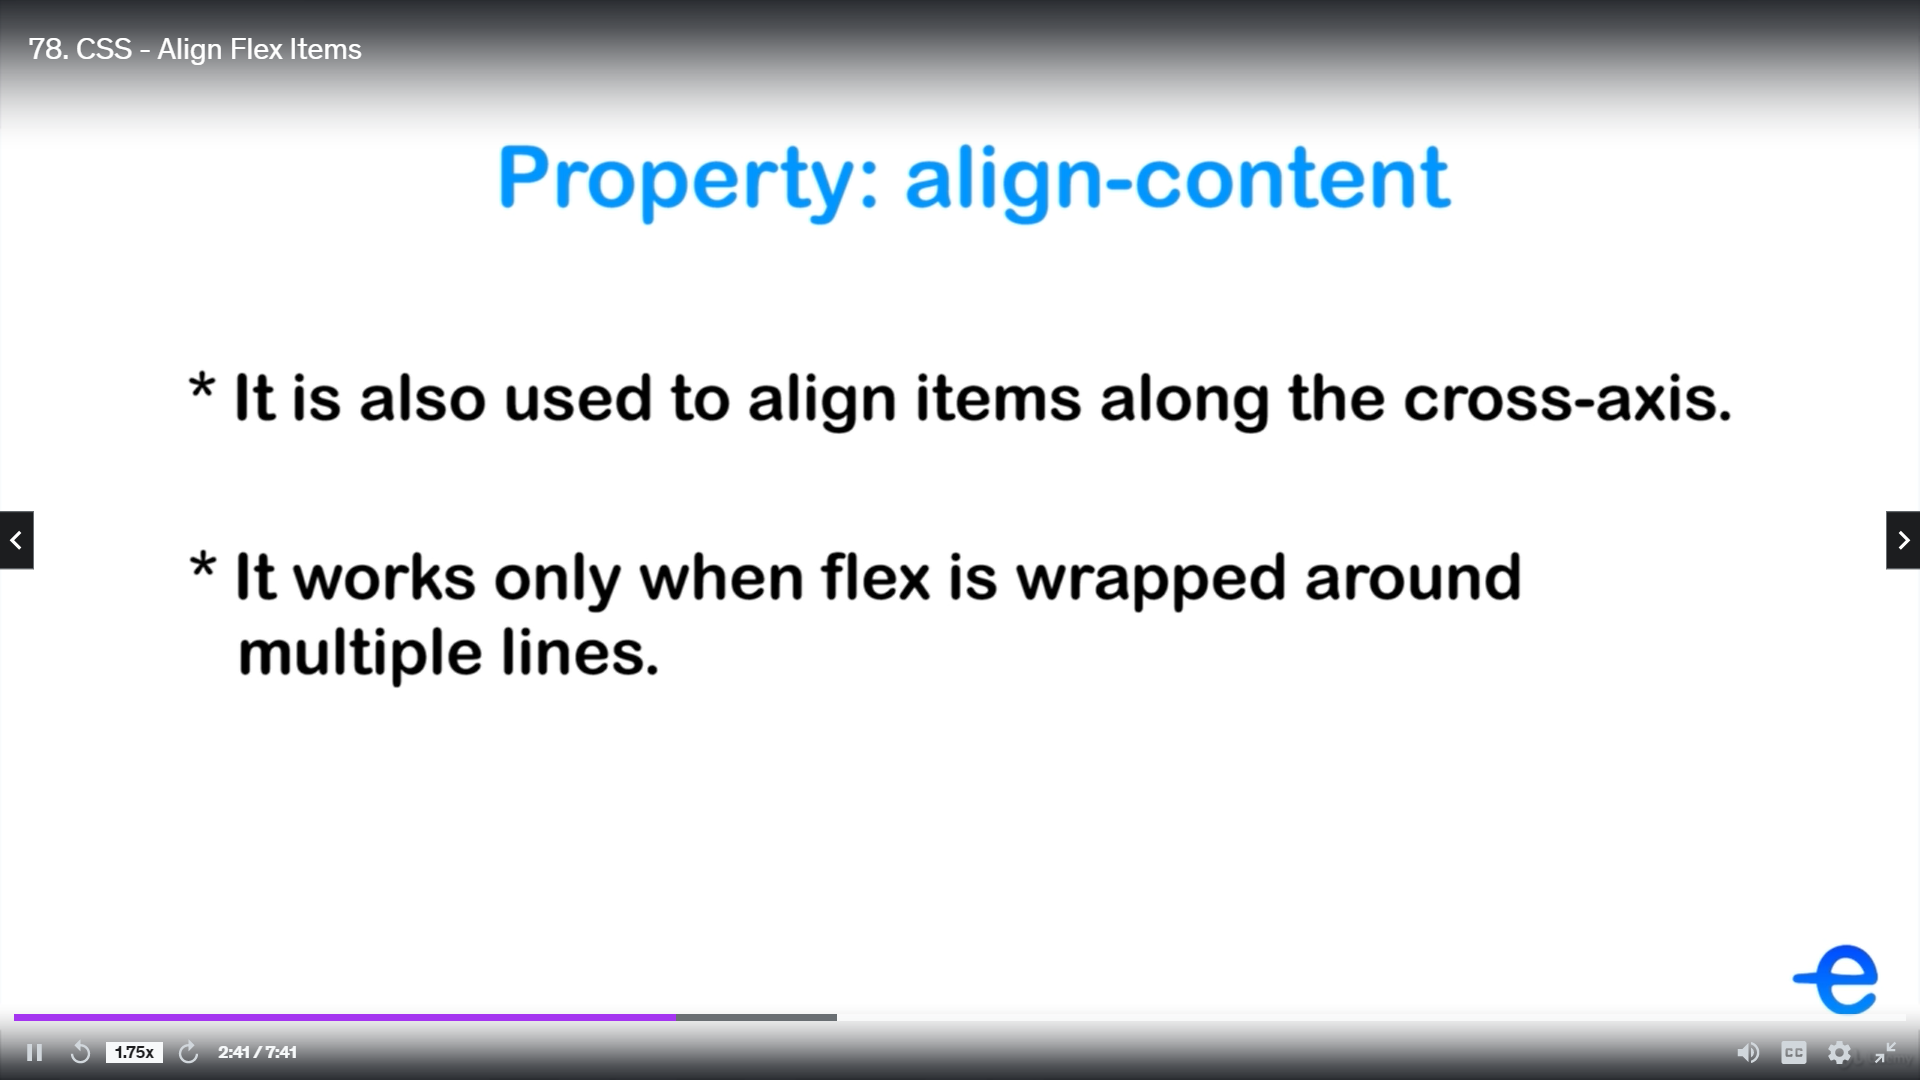 78. CSS - Align Flex Items
Property: align-content
* It is also used to align items along the cross-axis.
* It works only when flex is wrapped around
multiple lines.
e
1.75x
2:41 / 7:41
CC